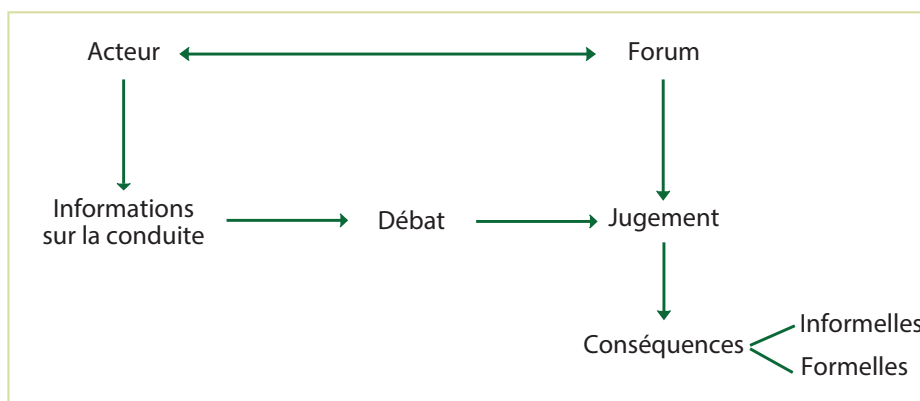 Acteur
Forum
Informations
sur la conduite
Débat
Jugement
Conséquences
Informelles
Formelles